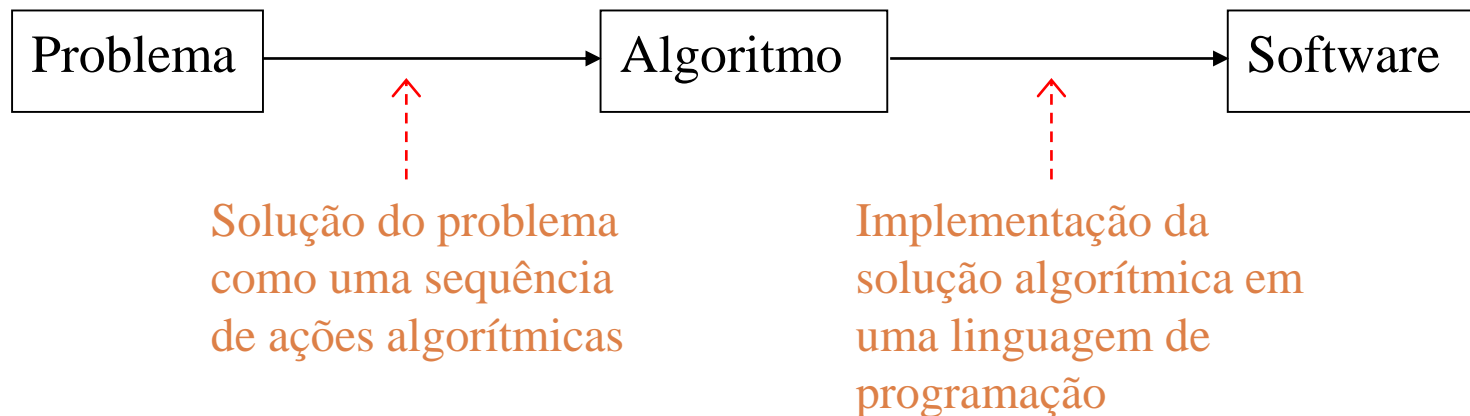 Problema
Algoritmo
Software
Solução do problema
como uma sequência
de ações algorítmicas
Implementação da
solução algorítmica em
uma linguagem de
programação